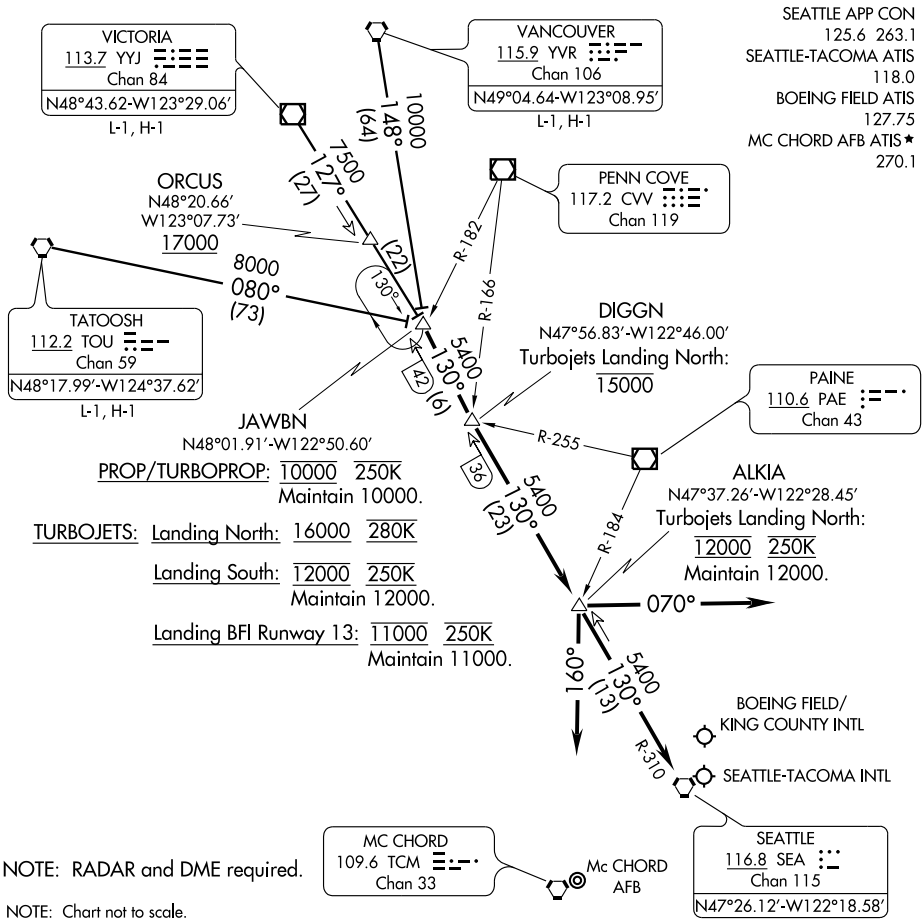 SEATTLE APP CON
125.6 263.1
SEATTLE-TACOMA ATIS
118.0
BOEING FIELD ATIS
127.75
MC CHORD AFB ATIS★
270.1
VICTORIA
113.7 YYJ
Chan 84
N48°43.62-W123°29.06'
L-1, H-1
VANCOUVER
115.9 YVR
Chan 106
N49°04.64-W123°08.95'
L-1, H-1
10000
148°
(64)
7500
127°
(27)
ORCUS
N48°20.66'
W123°07.73'
17000
(22)
PENN COVE
117.2 CVV
Chan 119
R-182
R-166
8000
080°
(73)
130°
TATOOSH
112.2 TOU
Chan 59
N48°17.99'-W124°37.62'
L-1, H-1
DIGGN
N47°56.83'-W122°46.00'
Turbojets Landing North:
15000
5400
130°
(6)
42
JAWBN
N48°01.91'-W122°50.60'
PROP/TURBOPROP: 10000 250K
Maintain 10000.
TURBOJETS: Landing North: 16000 280K
Landing South: 12000 250K
Maintain 12000.
Landing BFI Runway 13: 11000 250K
Maintain 11000.
PAINE
110.6 PAE
Chan 43
R-255
R-184
36
5400
130°
(23)
ALKIA
N47°37.26'-W122°28.45'
Turbojets Landing North:
12000 250K
Maintain 12000.
070°
160°
5400
130°
(13)
R-310
BOEING FIELD/
KING COUNTY INTL
SEATTLE-TACOMA INTL
SEATTLE
116.8 SEA
Chan 115
N47°26.12'-W122°18.58'
MC CHORD
109.6 TCM
Chan 33
Mc CHORD
AFB
NOTE: RADAR and DME required.
NOTE: Chart not to scale.